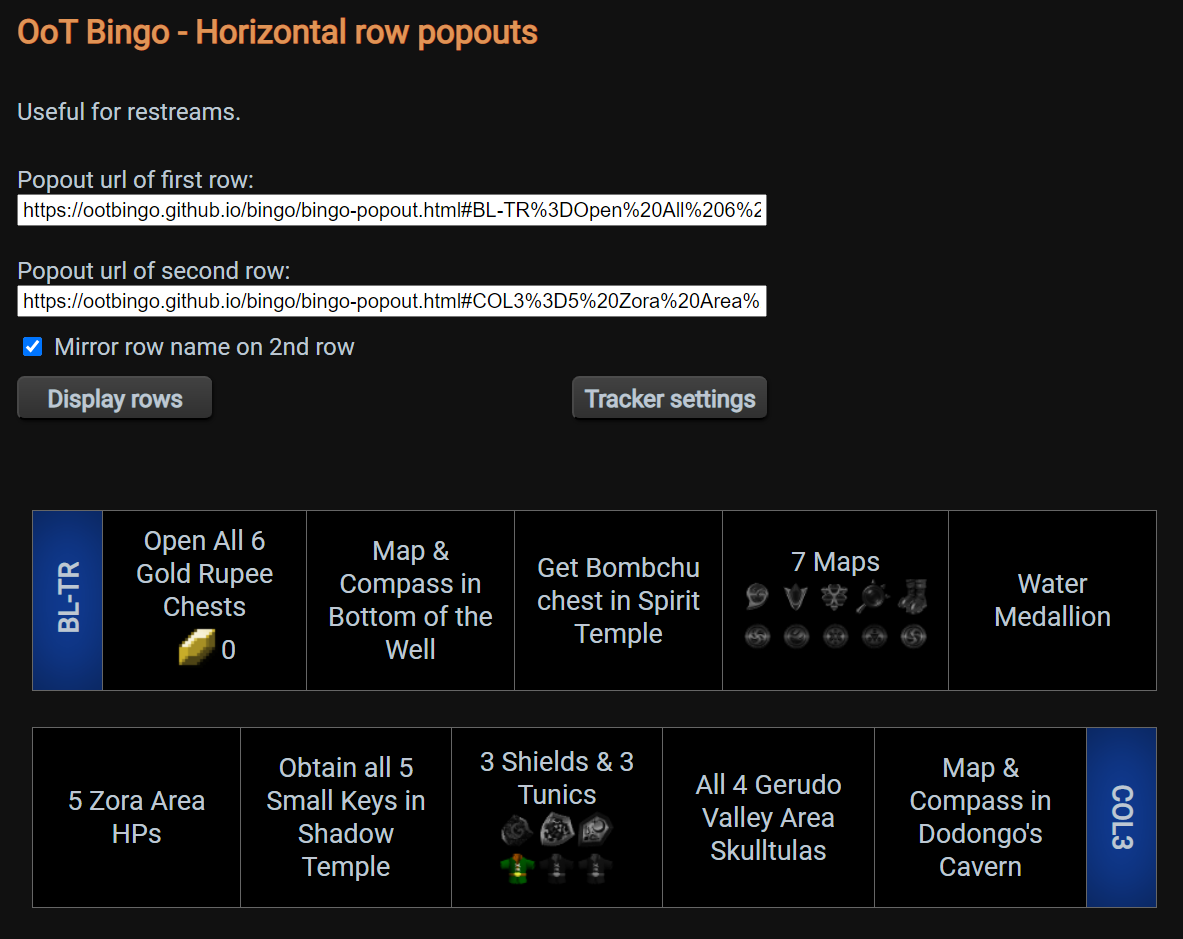 OoT Bingo - Horizontal row popouts
Useful for restreams.
Popout url of first row:
https://ootbingo.github.io/bingo/bingo-popout.html#BL-TR%3DOpen%20All%206%2
Popout url of second row:
https://ootbingo.github.io/bingo/bingo-popout.html#COL3%3D5%20Zora%20Area%
Mirror row name on 2nd row
Display rows
Tracker settings
BL-TR
Open All 6
Gold Rupee
Chests
0
Map &
Compass in
Bottom of the
Well
Get Bombchu
chest in Spirit
Temple
7 Maps
Water
Medallion
5 Zora Area
HPs
Obtain all 5
Small Keys in
Shadow
Temple
3 Shields & 3
Tunics
All 4 Gerudo
Valley Area
Skulltulas
Map &
Compass in
Dodongo's
Cavern
COL3